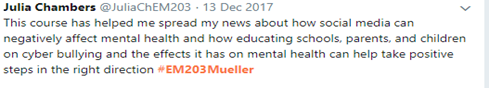 Julia Chambers @JuliaChEM203 · 13 Dec 2017
This course has helped me spread my news about how social media can
negatively affect mental health and how educating schools, parents, and children
on cyber bullying and the effects it has on mental health can help take positive
steps in the right direction #EM203Mueller